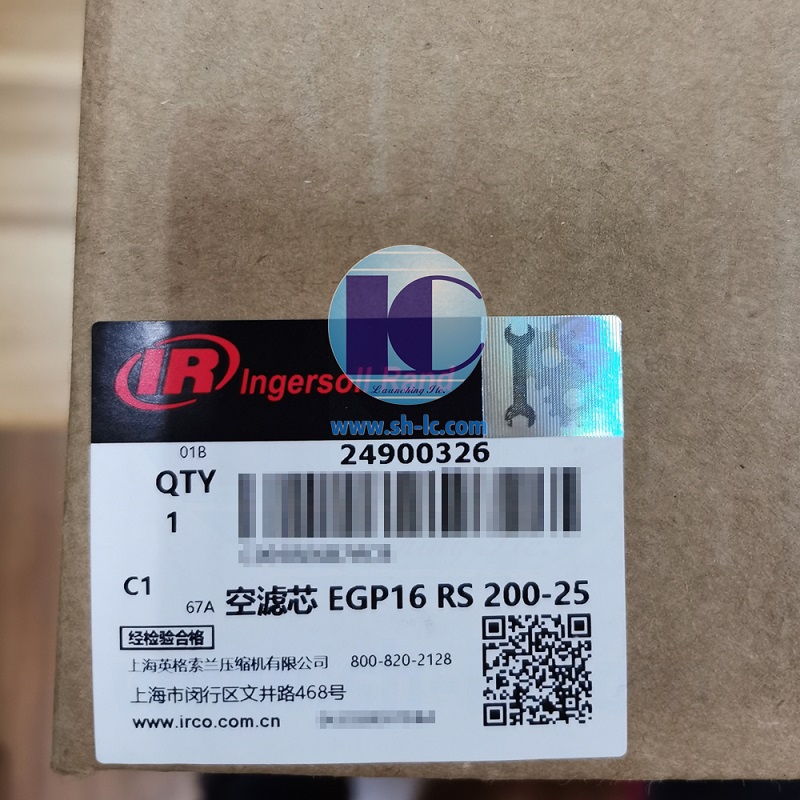 IR Ingersoll Rand
LC
Launching Itc.
www.sh-lc.com
01B
24900326
QTY
1
C1
67A
空滤芯 EGP16 RS 200-25
经检验合格
上海英格索兰压缩机有限公司 800-820-2128
上海市闵行区文井路468号
www.irco.com.cn